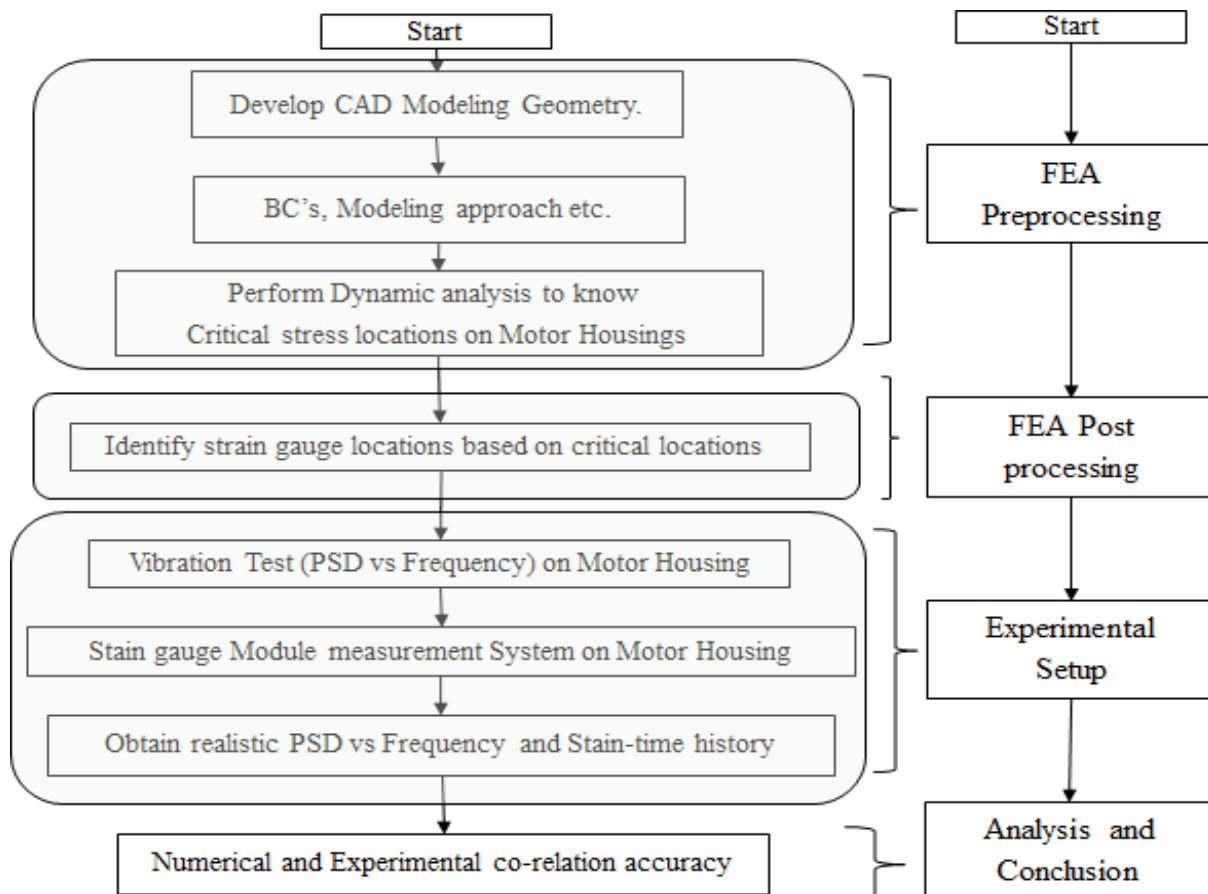 Start
Develop CAD Modeling Geometry.
BC's, Modeling approach etc.
Perform Dynamic analysis to know
Critical stress locations on Motor Housings
Identify strain gauge locations based on critical locations
Vibration Test (PSD vs Frequency) on Motor Housing
Stain gauge Module measurement System on Motor Housing
Obtain realistic PSD vs Frequency and Stain-time history
Numerical and Experimental co-relation accuracy
Start
FEA
Preprocessing
FEA Post
processing
Experimental
Setup
Analysis and
Conclusion